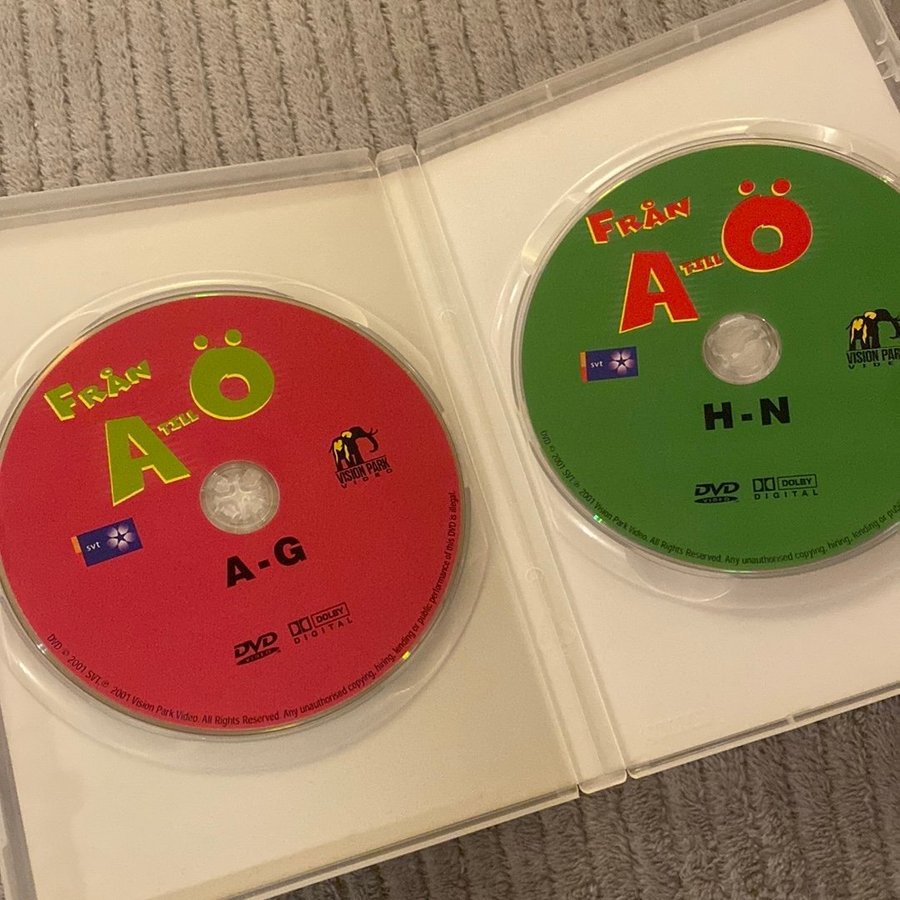 FRÅN
A TILL Ö
svt
VISION PARK
VIDEO
A-G
DVD
VIDEO
DOLBY
DIGITAL
DVD © 2001 SVT, ℗ 2001 Vision Park Video. All Rights Reserved. Any unauthorised copying, hiring, lending or public performance of this DVD is illegal.
FRÅN
A TILL Ö
svt
VISION PARK
VIDEO
H-N
DVD
VIDEO
DOLBY
DIGITAL
DVD © 2001 SVT, ℗ 2001 Vision Park Video. All Rights Reserved. Any unauthorised copying, hiring, lending or